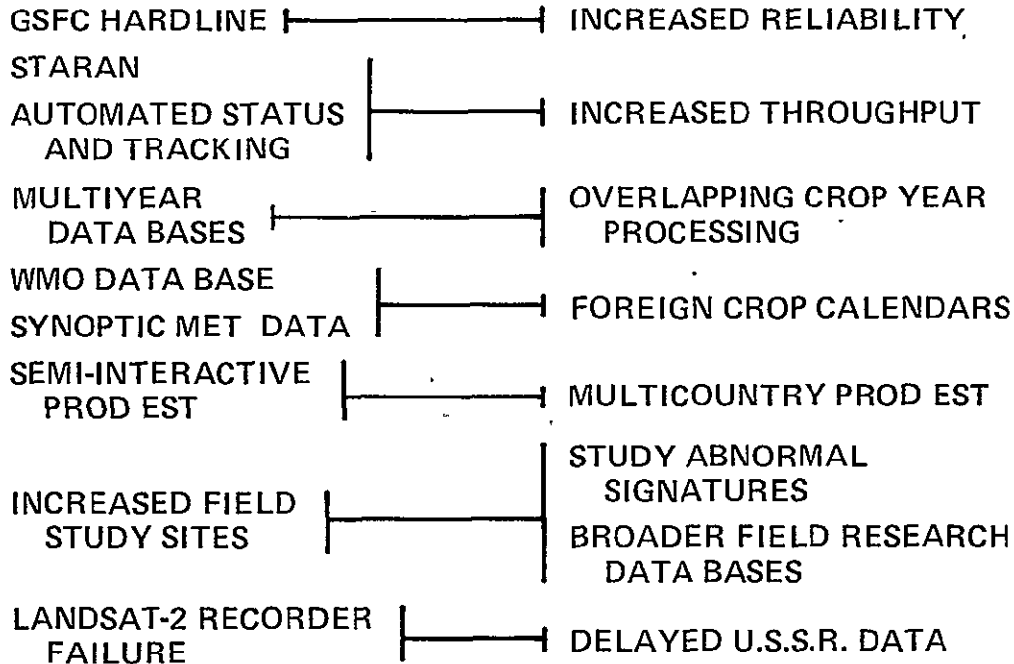 GSFC HARDLINE INCREASED RELIABILITY
STARAN
AUTOMATED STATUS
AND TRACKING
INCREASED THROUGHPUT
MULTIYEAR
DATA BASES
OVERLAPPING CROP YEAR
PROCESSING
WMO DATA BASE
SYNOPTIC MET DATA
FOREIGN CROP CALENDARS
SEMI-INTERACTIVE
PROD EST
MULTICOUNTRY PROD EST
INCREASED FIELD
STUDY SITES
STUDY ABNORMAL
SIGNATURES
BROADER FIELD RESEARCH
DATA BASES
LANDSAT-2 RECORDER
FAILURE
DELAYED U.S.S.R. DATA